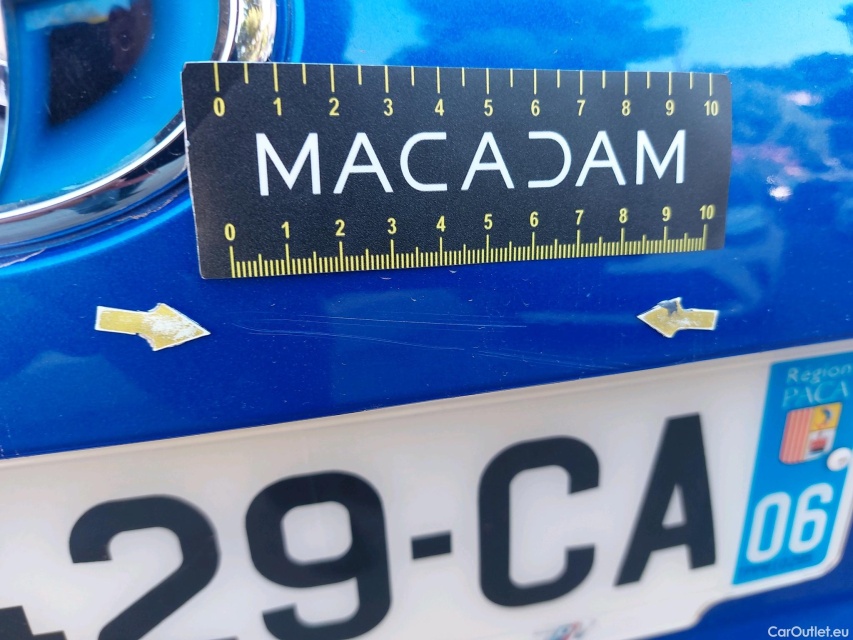 0 1 2 3 4 5 6 7 8 9 10
MACADAM
0 1 2 3 4 5 6 7 8 9 10
Region
PACA
29-CA
06
CarOutlet.eu